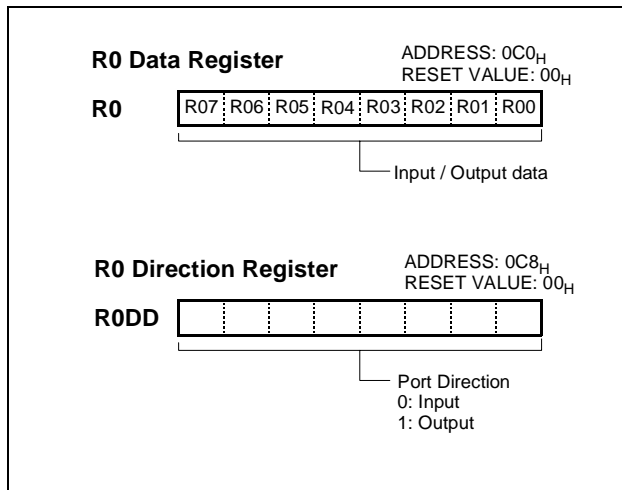 R0 Data Register
ADDRESS: 0C0H
RESET VALUE: 00H
R0
R07 R06 R05 R04 R03 R02 R01 R00
Input / Output data
R0 Direction Register
ADDRESS: 0C8H
RESET VALUE: 00H
R0DD
Port Direction
0: Input
1: Output